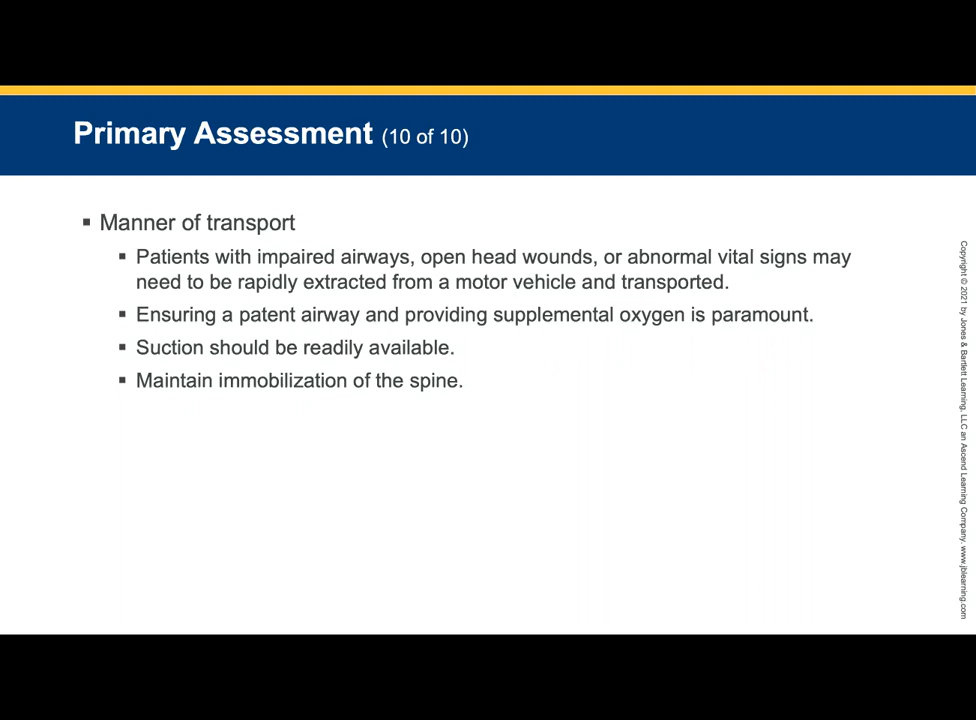 Primary Assessment (10 of 10)
▪ Manner of transport
▪ Patients with impaired airways, open head wounds, or abnormal vital signs may
need to be rapidly extracted from a motor vehicle and transported.
▪ Ensuring a patent airway and providing supplemental oxygen is paramount.
▪ Suction should be readily available.
▪ Maintain immobilization of the spine.
Copyright © 2021 by Jones & Bartlett Learning, LLC an Ascend Learning Company. www.jblearning.com